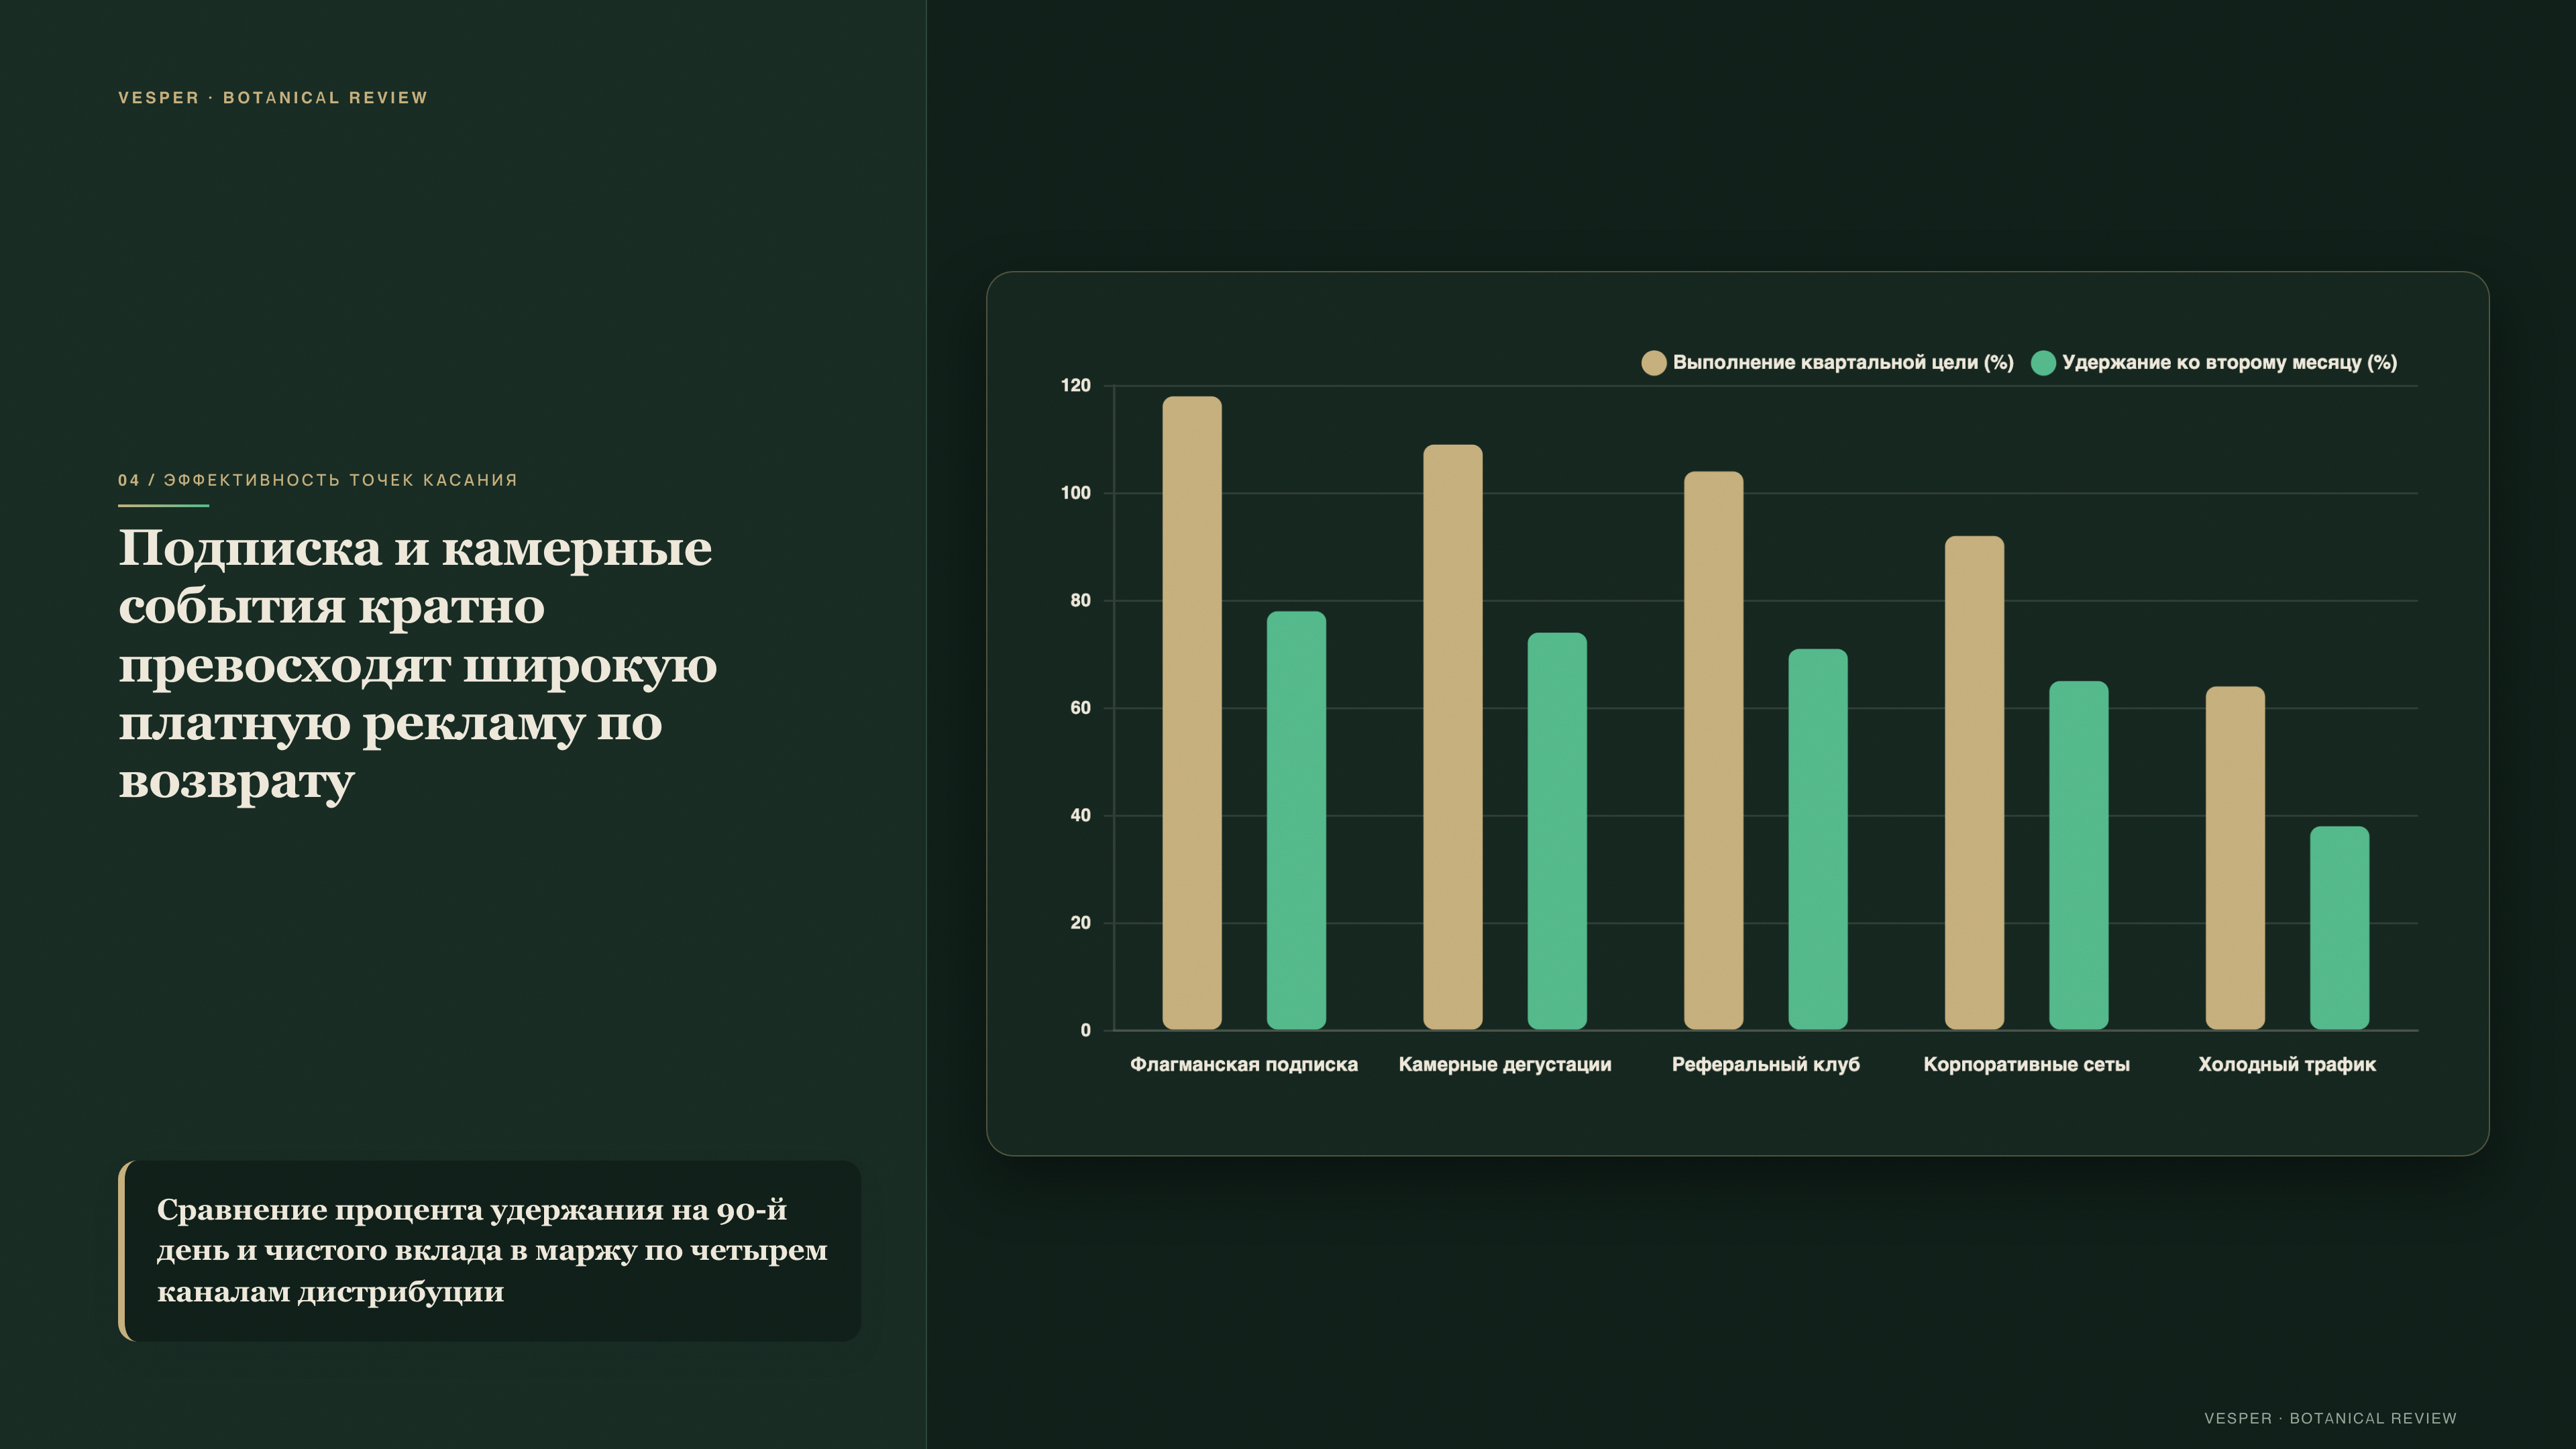 VESPER · BOTANICAL REVIEW
04 / ЭФФЕКТИВНОСТЬ ТОЧЕК КАСАНИЯ
Подписка и камерные
события кратно
превосходят широкую
платную рекламу по
возврату
Сравнение процента удержания на 90-й
день и чистого вклада в маржу по четырем
каналам дистрибуции
Выполнение квартальной цели (%) Удержание ко второму месяцу (%)
120
100
80
60
40
20
0
Флагманская подписка Камерные дегустации Реферальный клуб Корпоративные сеты Холодный трафик
VESPER · BOTANICAL REVIEW